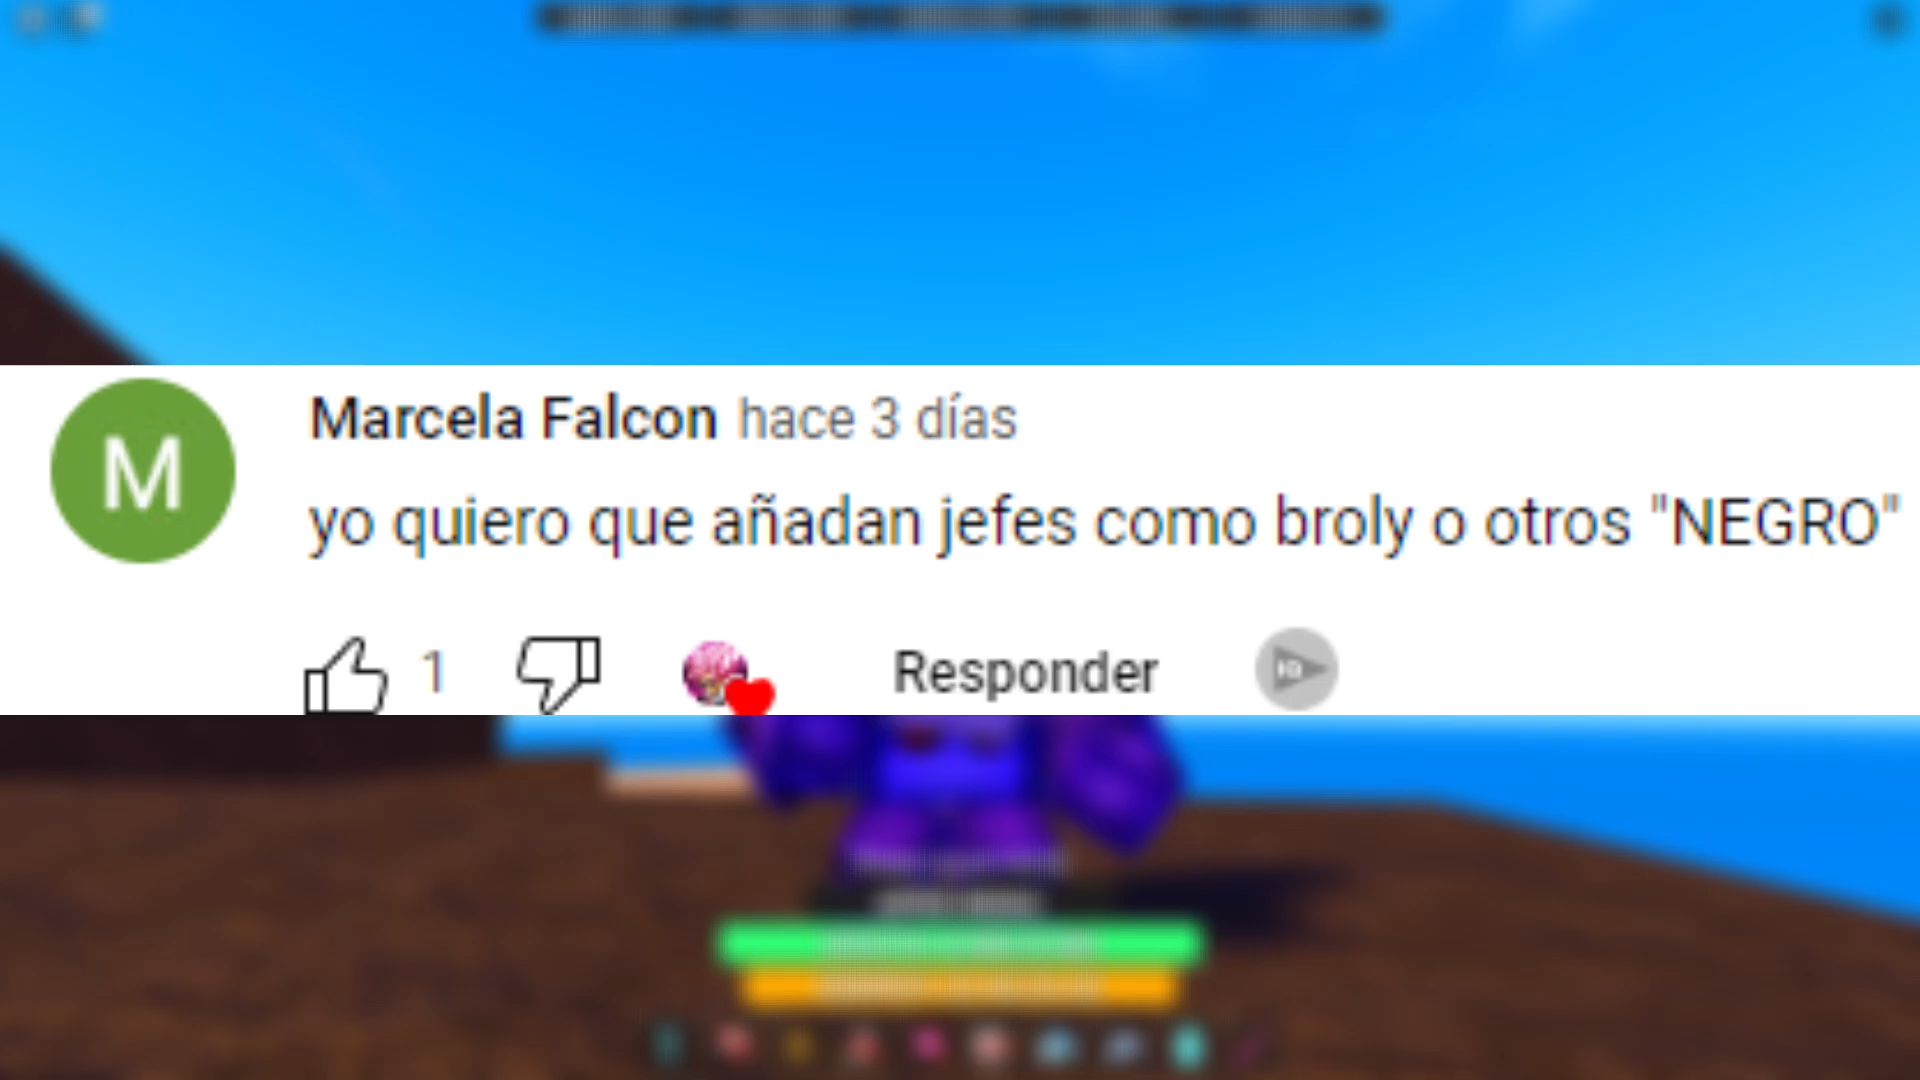 M
Marcela Falcon hace 3 días
yo quiero que añadan jefes como broly o otros "NEGRO"
1 Responder